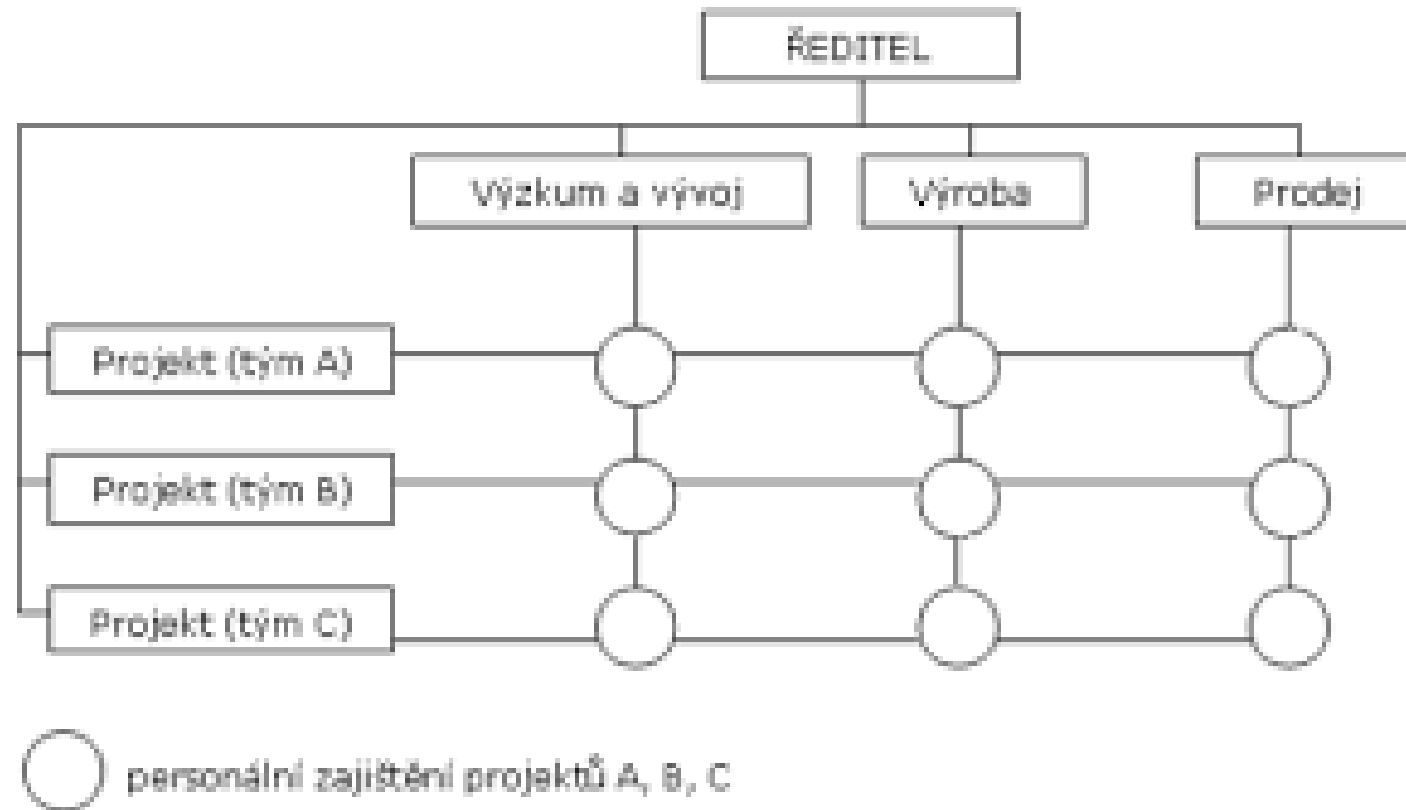 ŘEDITEL
Výzkum a vývoj
Výroba
Prodej
Projekt (tým A)
Projekt (tým B)
Projekt (tým C)
personální zajištění projektů A, B, C